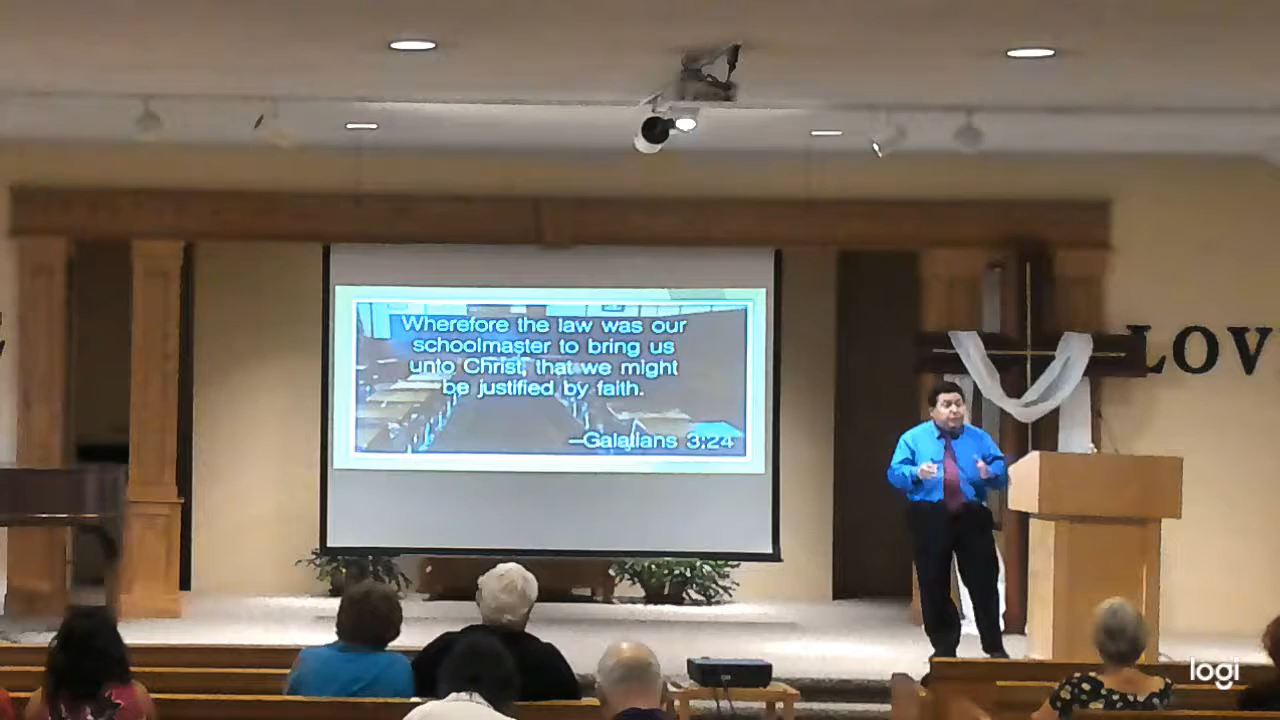 Wherefore the law was our
schoolmaster to bring us
unto Christ, that we might
be justified by faith.
—Galatians 3:24
LOV
logi